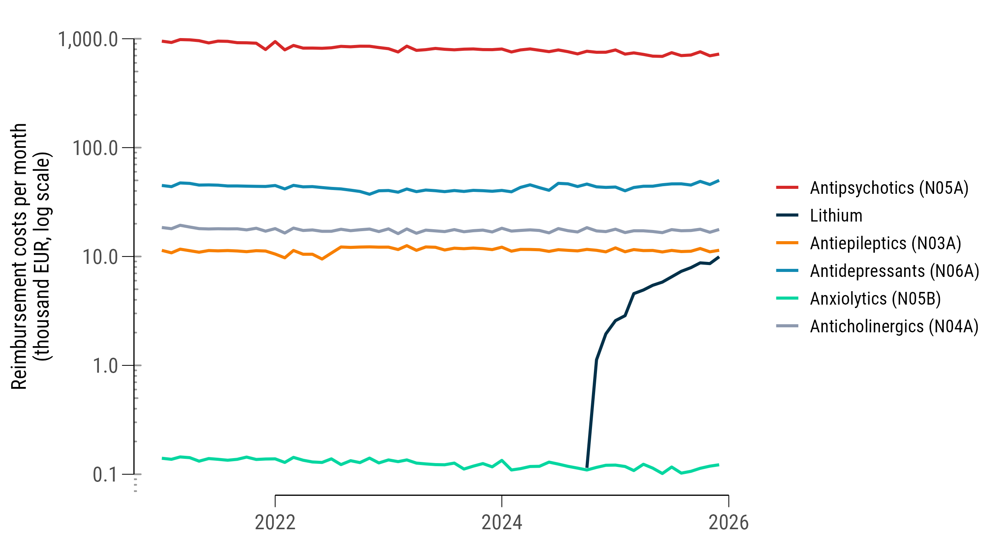 Reimbursement costs per month
(thousand EUR, log scale)
1,000.0
100.0
10.0
1.0
0.1
2022
2024
2026
Antipsychotics (N05A)
Lithium
Antiepileptics (N03A)
Antidepressants (N06A)
Anxiolytics (N05B)
Anticholinergics (N04A)